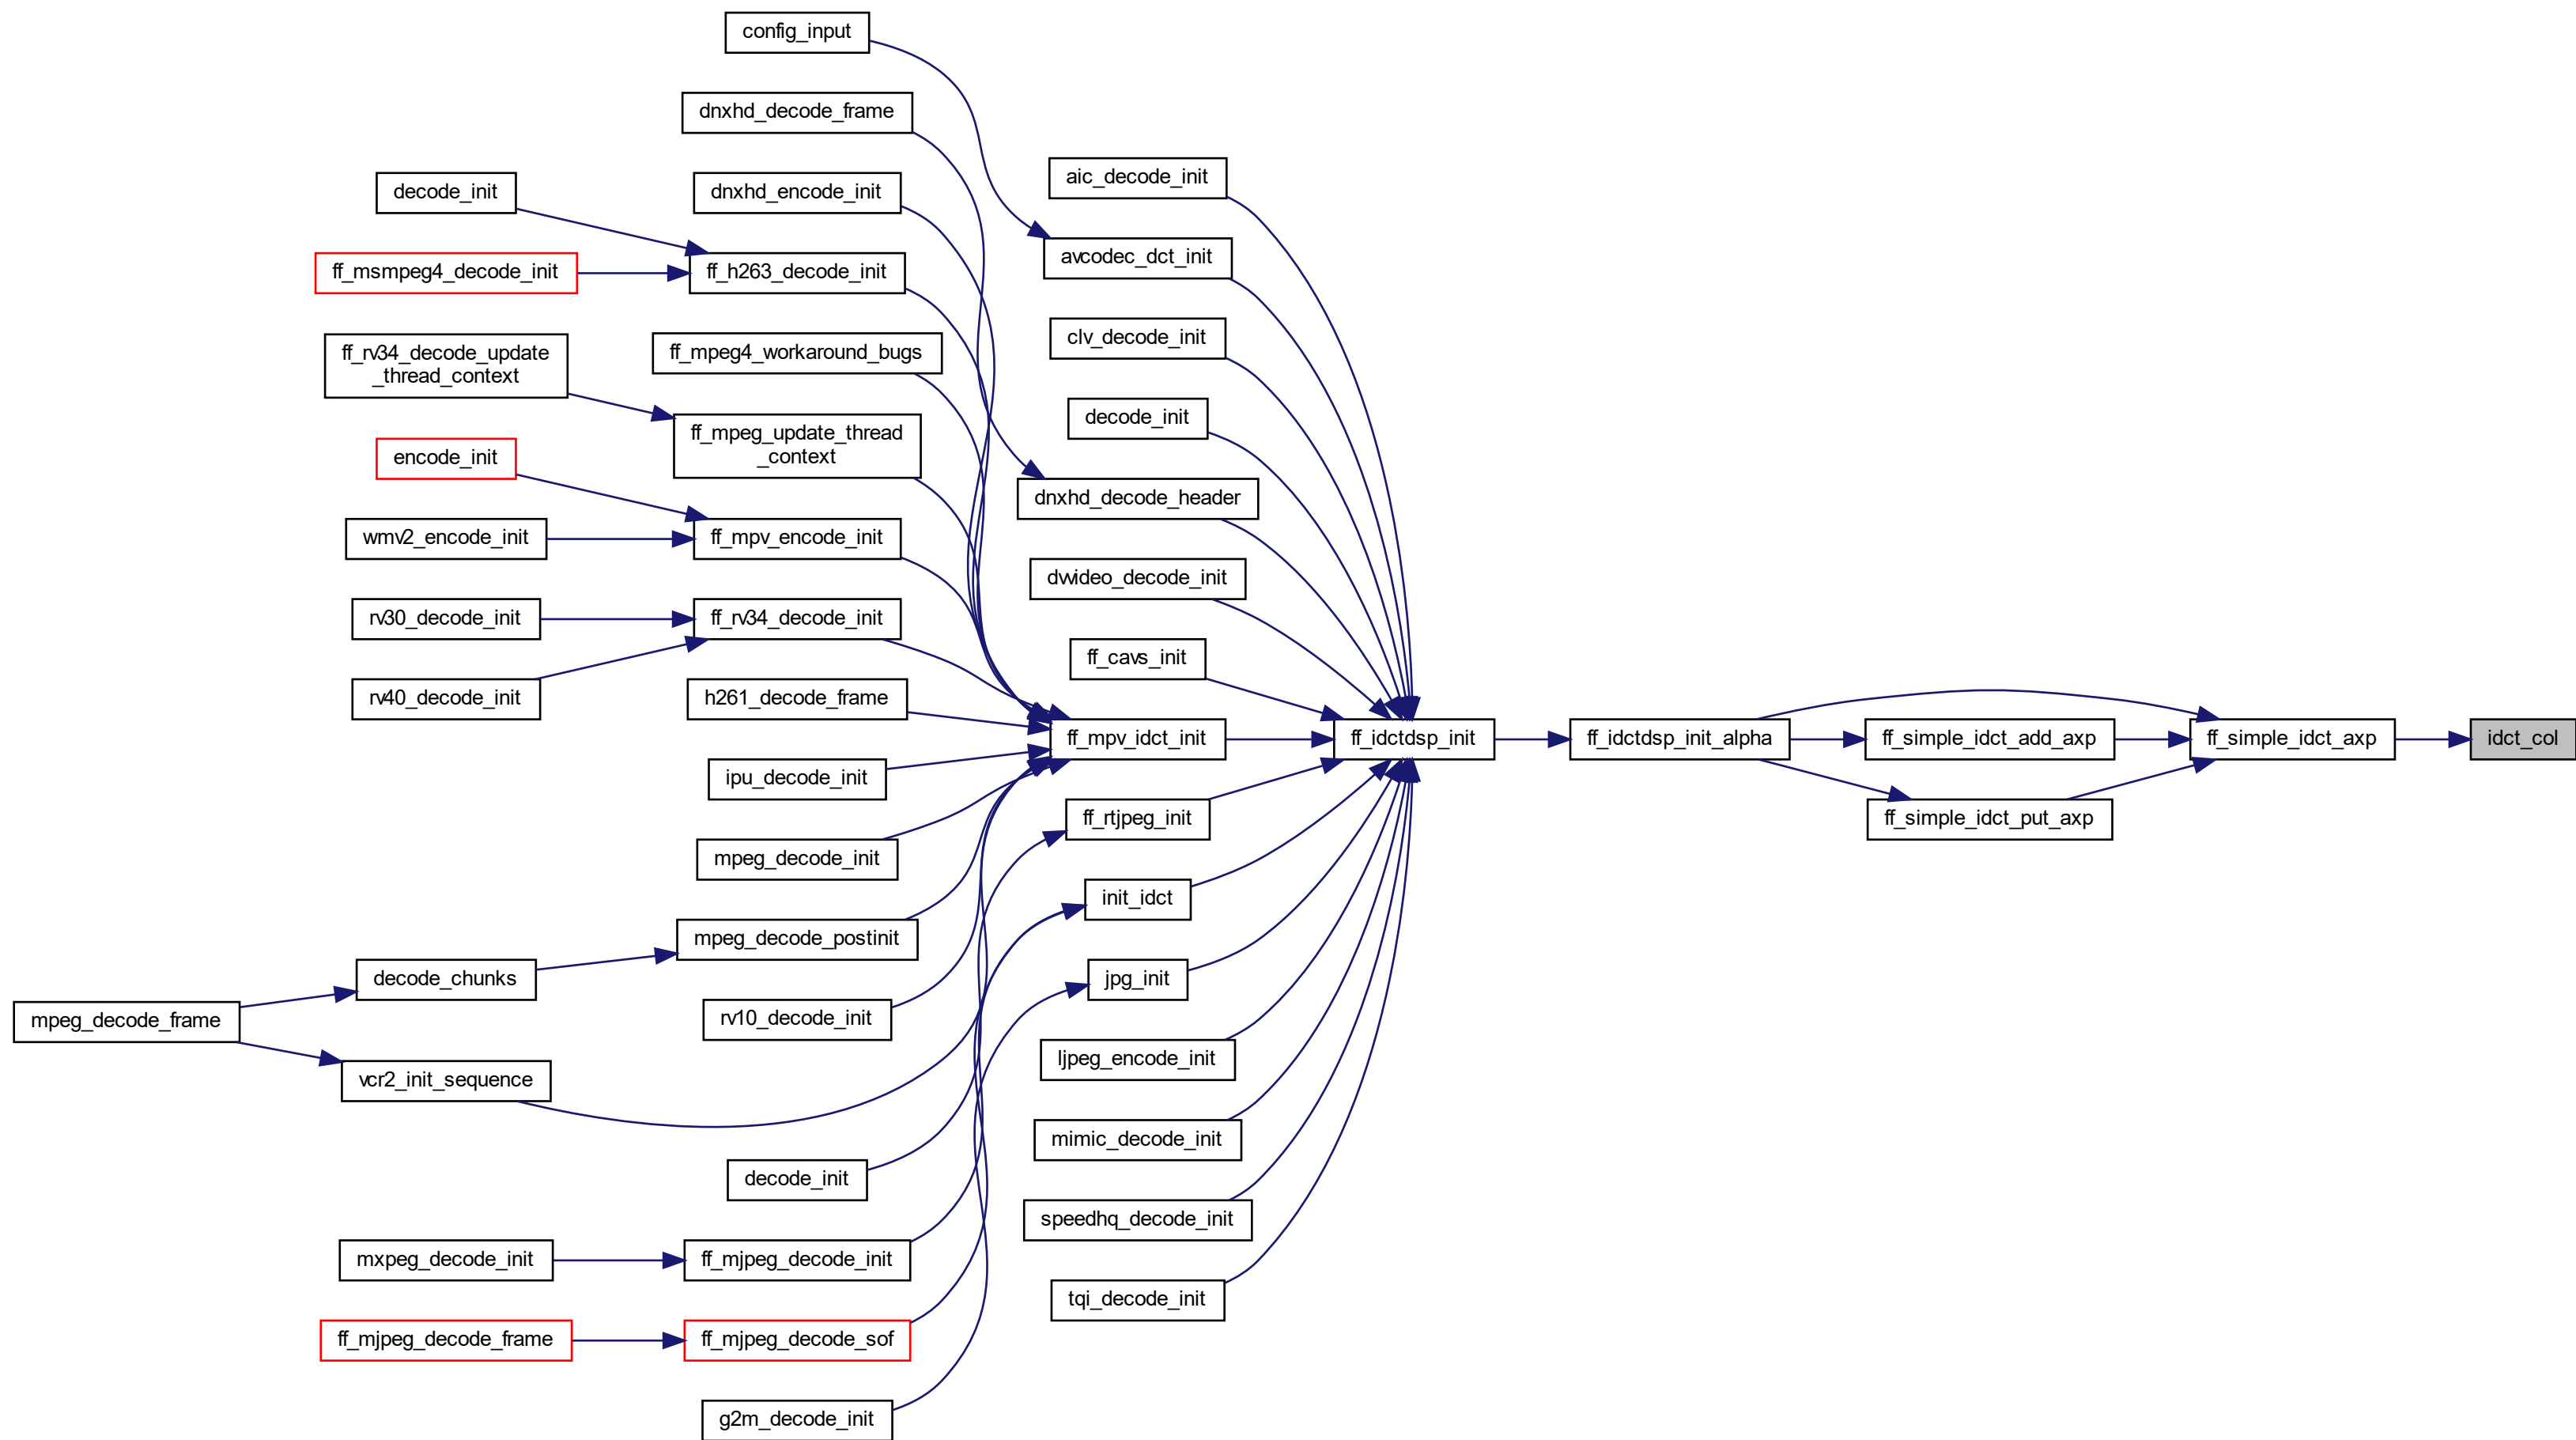 config_input
dnxhd_decode_frame
aic_decode_init
decode_init
dnxhd_encode_init
avcodec_dct_init
ff_msmpeg4_decode_init
ff_h263_decode_init
clv_decode_init
ff_rv34_decode_update
_thread_context
ff_mpeg4_workaround_bugs
decode_init
ff_mpeg_update_thread
_context
encode_init
dnxhd_decode_header
wmv2_encode_init
ff_mpv_encode_init
dvvideo_decode_init
rv30_decode_init
ff_rv34_decode_init
ff_cavs_init
rv40_decode_init
h261_decode_frame
ff_mpv_idct_init
ff_idctdsp_init
ff_idctdsp_init_alpha
ff_simple_idct_add_axp
ff_simple_idct_axp
idct_col
ipu_decode_init
ff_rtjpeg_init
ff_simple_idct_put_axp
mpeg_decode_init
init_idct
mpeg_decode_postinit
decode_chunks
jpg_init
mpeg_decode_frame
rv10_decode_init
ljpeg_encode_init
vcr2_init_sequence
mimic_decode_init
decode_init
speedhq_decode_init
mxpeg_decode_init
ff_mjpeg_decode_init
tqi_decode_init
ff_mjpeg_decode_frame
ff_mjpeg_decode_sof
g2m_decode_init